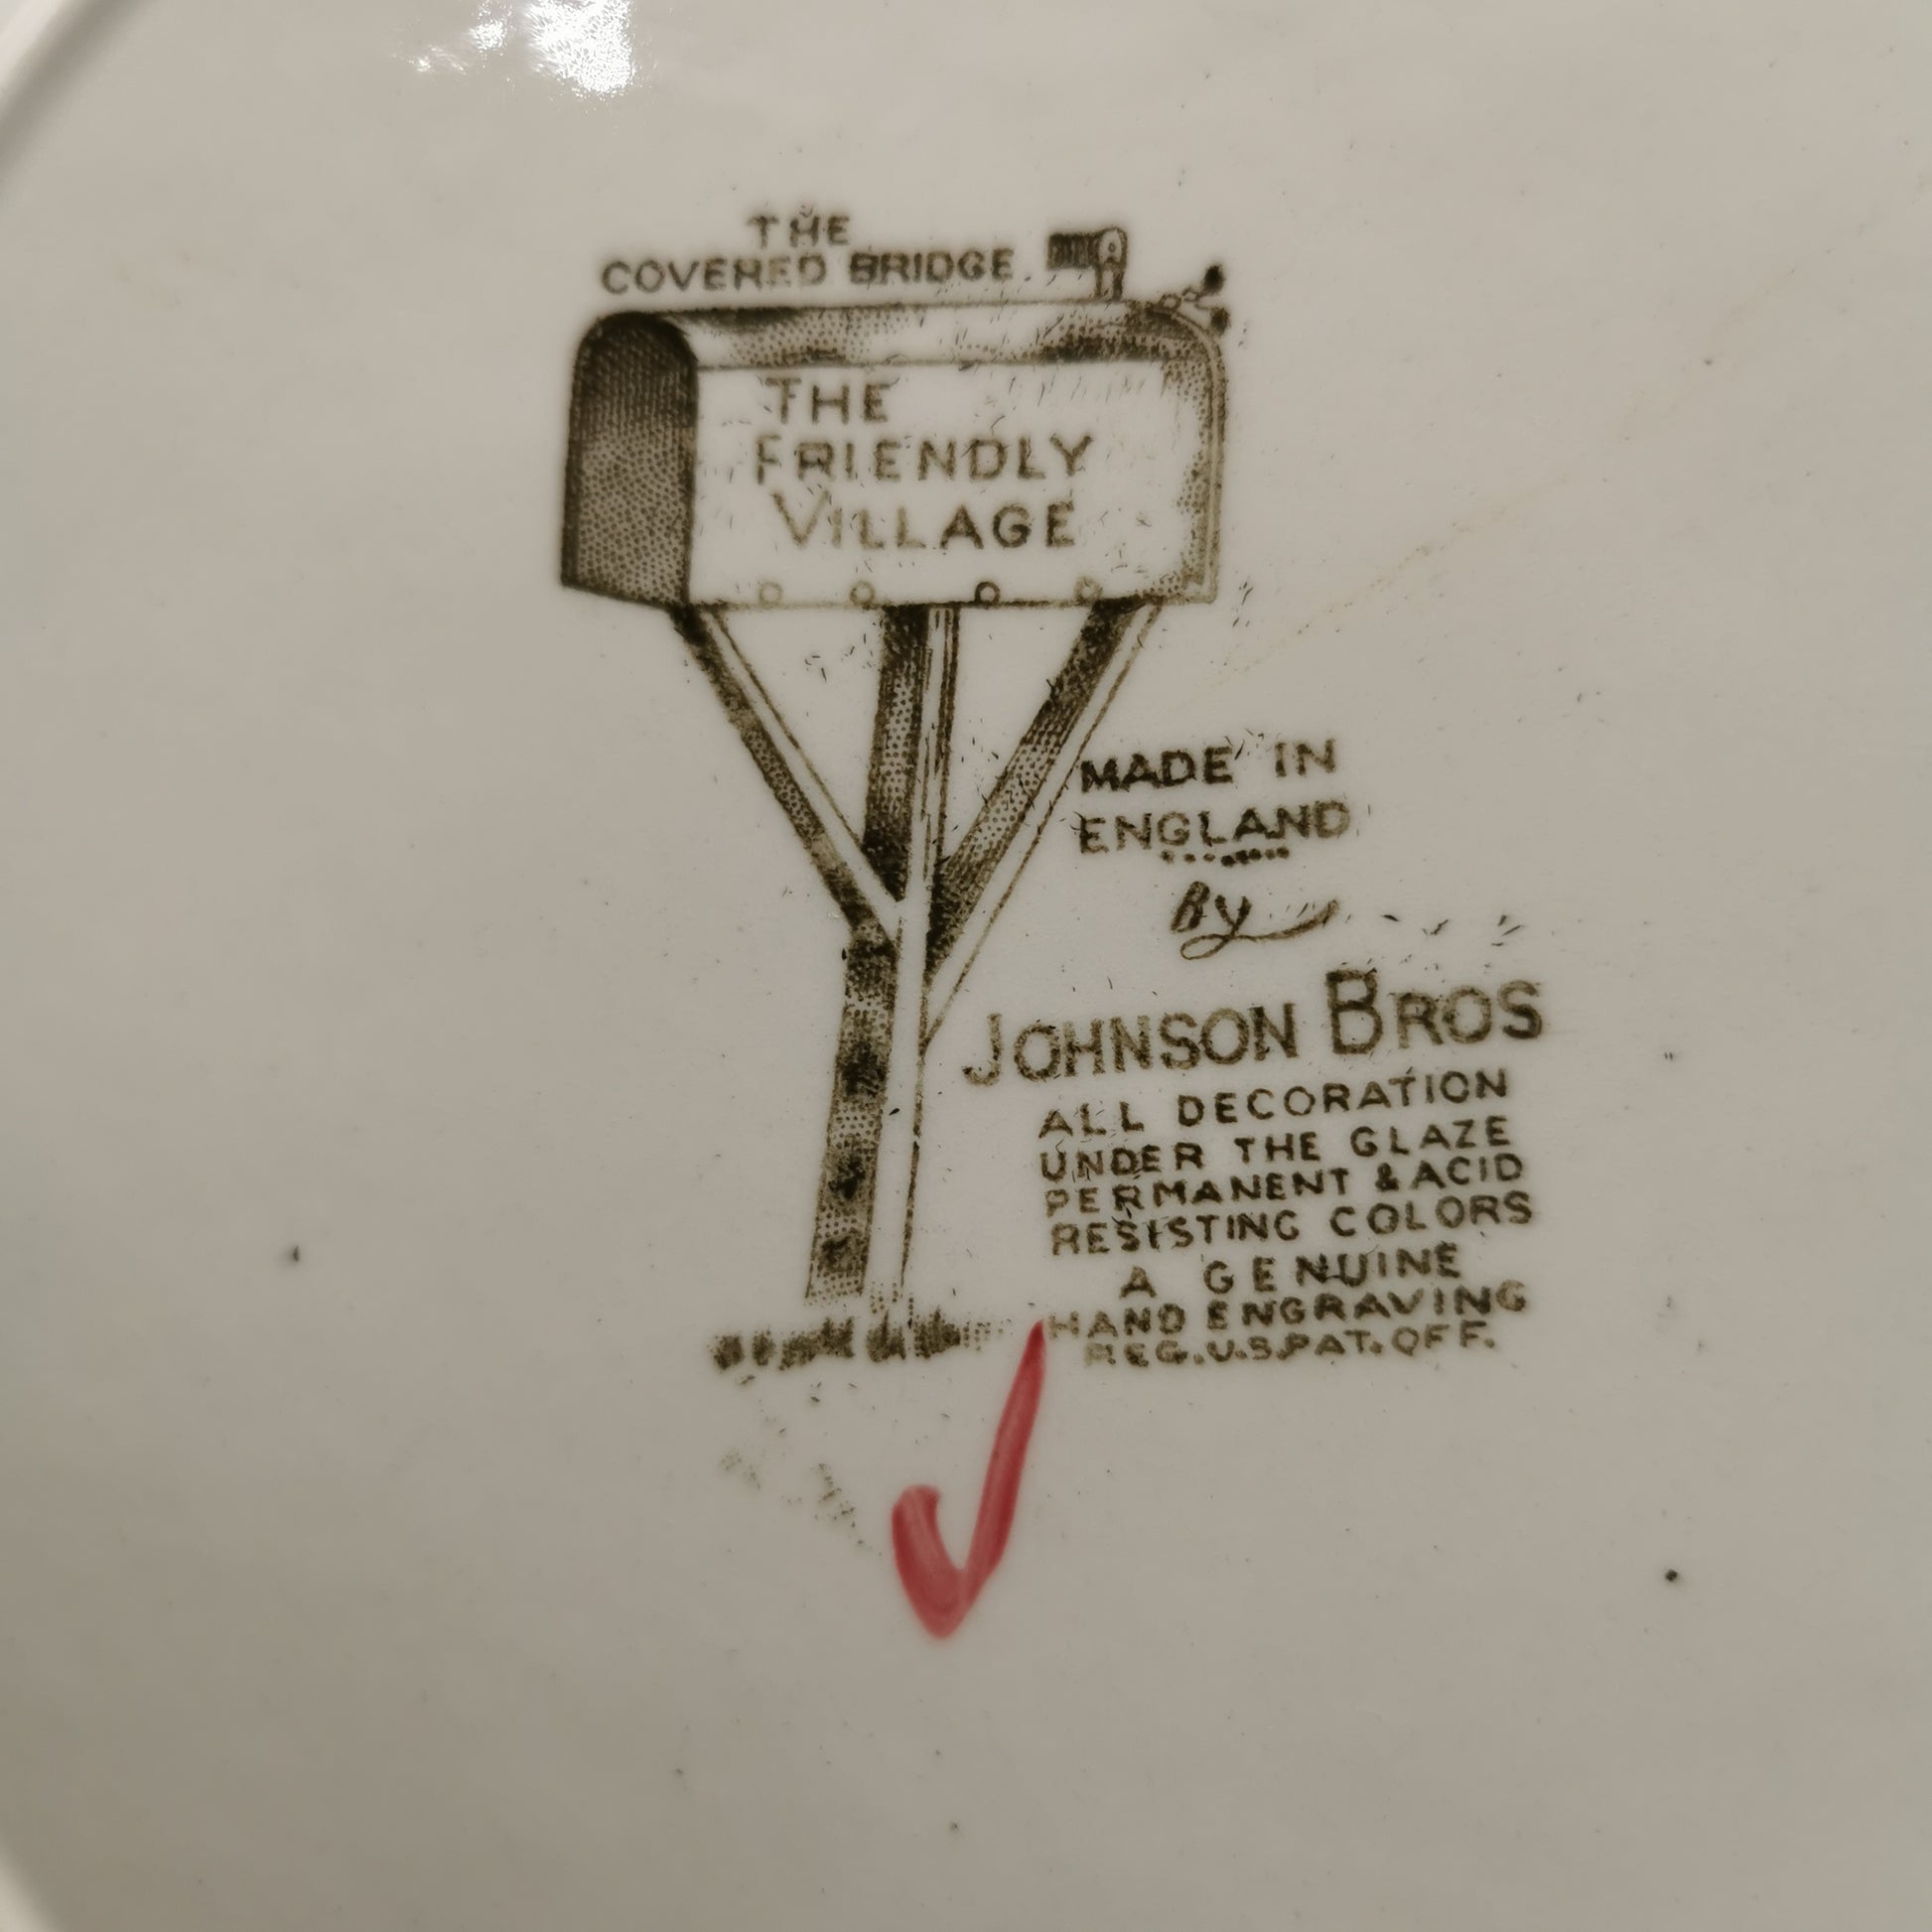 THE
COVERED BRIDGE
THE
FRIENDLY
VILLAGE
MADE IN
ENGLAND
By
JOHNSON BROS
ALL DECORATION
UNDER THE GLAZE
PERMANENT & ACID
RESISTING COLORS
A GENUINE
HAND ENGRAVING
REG.U.S.PAT.OFF.